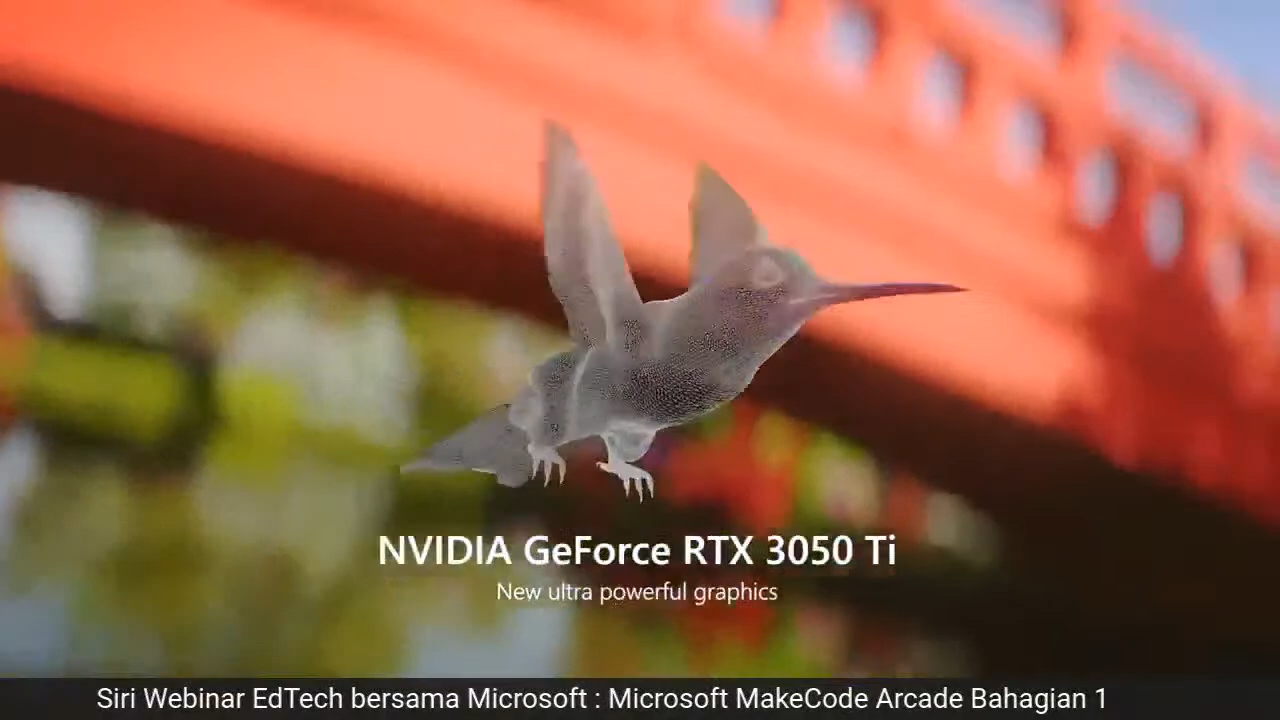 NVIDIA GeForce RTX 3050 Ti
New ultra powerful graphics
Siri Webinar EdTech bersama Microsoft : Microsoft MakeCode Arcade Bahagian 1